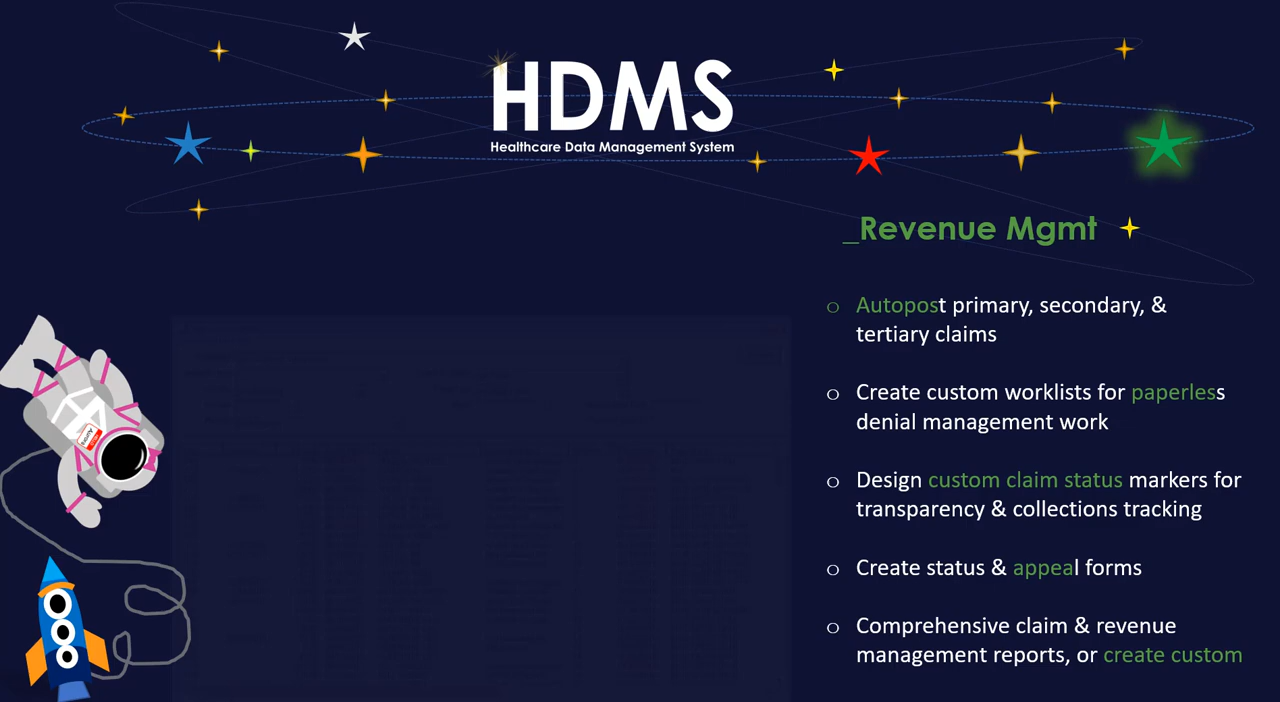 HDMS
Healthcare Data Management System
_Revenue Mgmt
o Autopost primary, secondary, &
tertiary claims
o Create custom worklists for paperless
denial management work
o Design custom claim status markers for
transparency & collections tracking
o Create status & appeal forms
o Comprehensive claim & revenue
management reports, or create custom